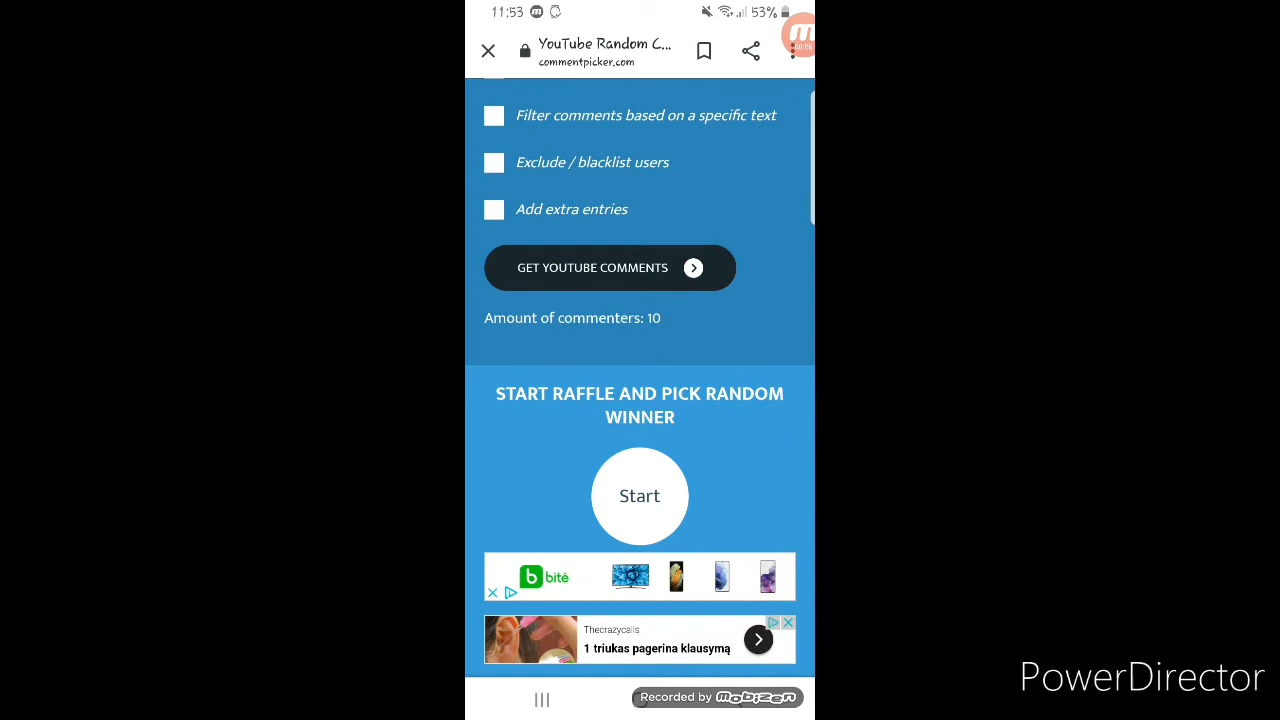 11:53
53%
YouTube Random C...
commentpicker.com
00:06
Filter comments based on a specific text
Exclude / blacklist users
Add extra entries
GET YOUTUBE COMMENTS
Amount of commenters: 10
START RAFFLE AND PICK RANDOM
WINNER
Start
b bitė
Thecrazycalls
1 triukas pagerina klausymą
Recorded by mobizen
PowerDirector